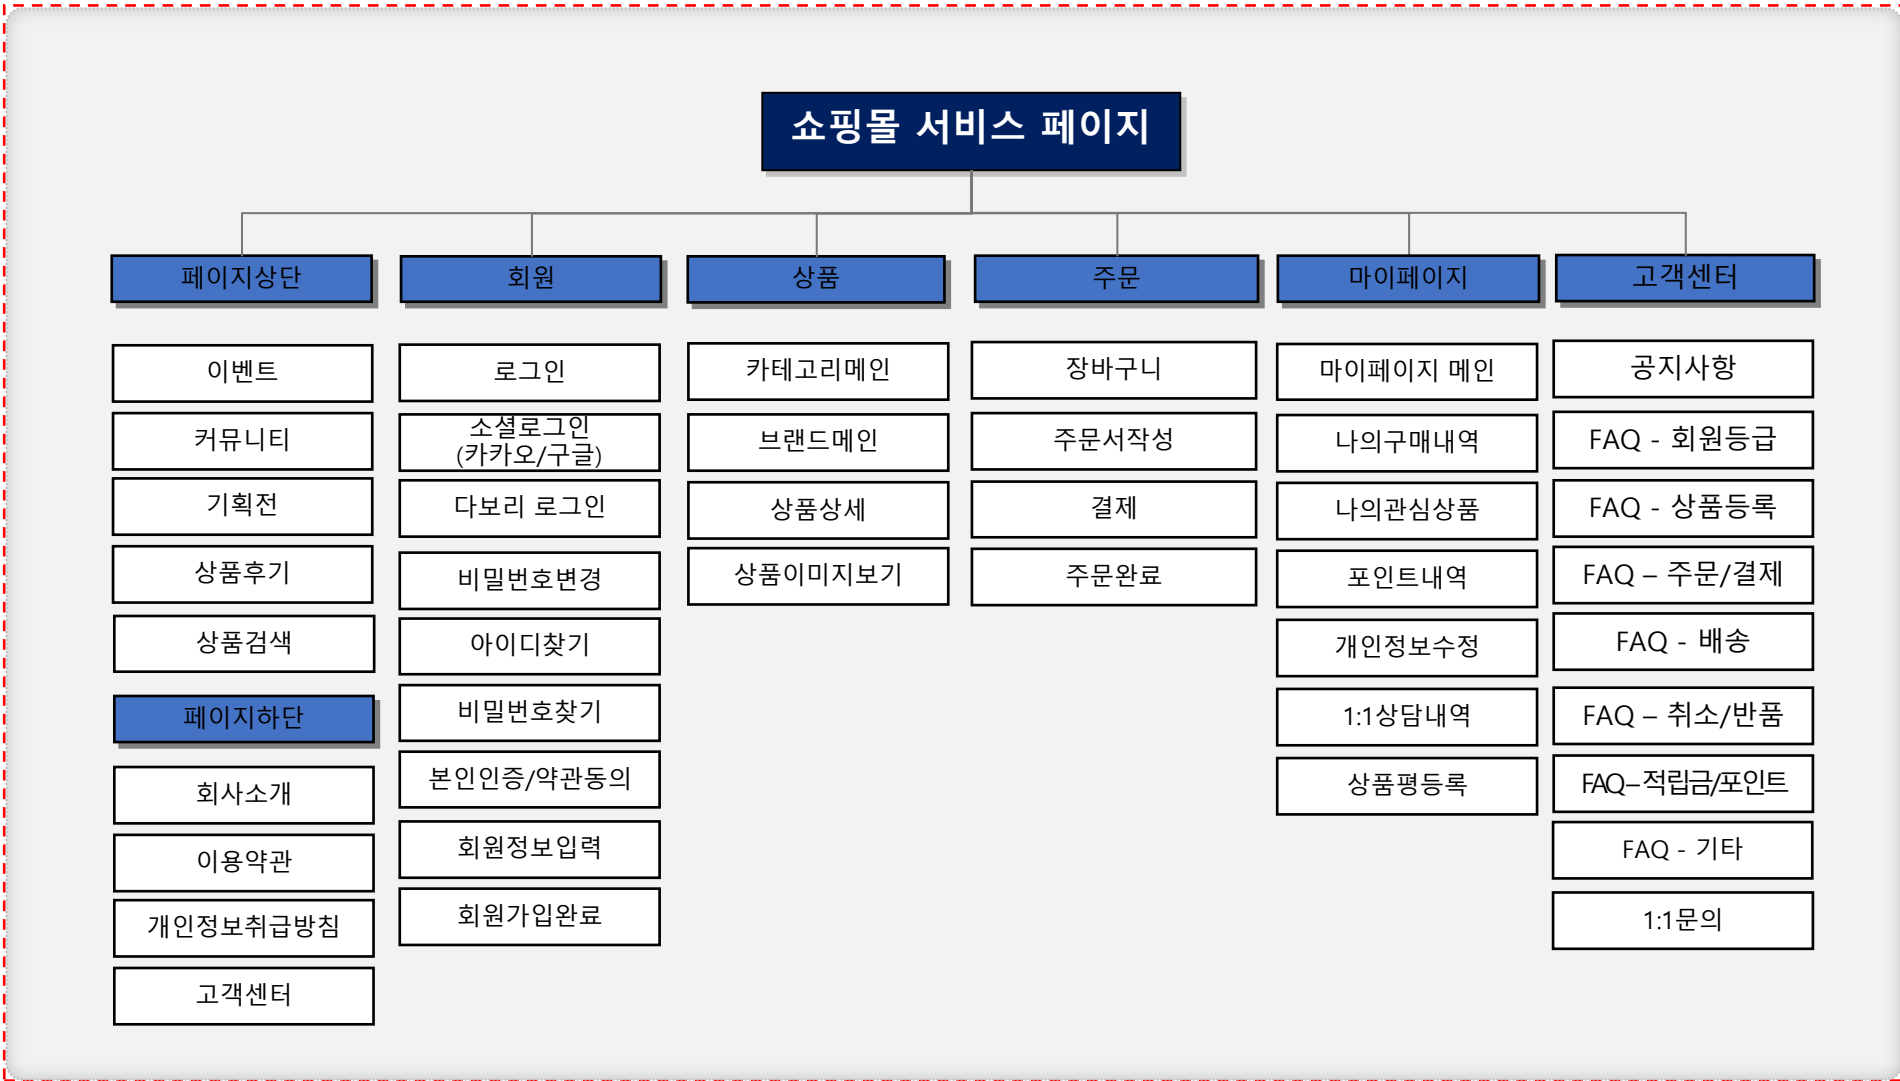 쇼핑몰 서비스 페이지
페이지상단
이벤트
커뮤니티
기획전
상품후기
상품검색
페이지하단
회사소개
이용약관
개인정보취급방침
고객센터
회원
로그인
소셜로그인
(카카오/구글)
다보리 로그인
비밀번호변경
아이디찾기
비밀번호찾기
본인인증/약관동의
회원정보입력
회원가입완료
상품
카테고리메인
브랜드메인
상품상세
상품이미지보기
주문
장바구니
주문서작성
결제
주문완료
마이페이지
마이페이지 메인
나의구매내역
나의관심상품
포인트내역
개인정보수정
1:1상담내역
상품평등록
고객센터
공지사항
FAQ - 회원등급
FAQ - 상품등록
FAQ – 주문/결제
FAQ - 배송
FAQ – 취소/반품
FAQ–적립금/포인트
FAQ - 기타
1:1문의